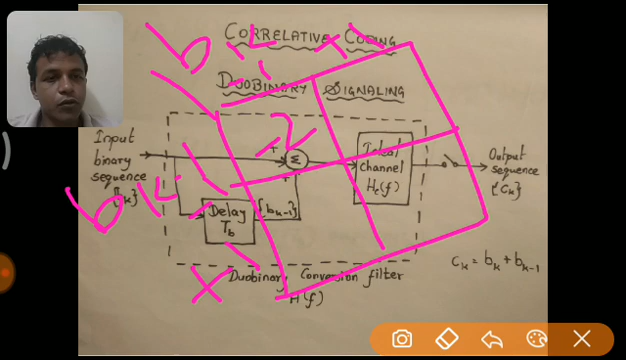 CORRELATIVE CODING
DUOBINARY SIGNALING
Input
binary
sequence
Σ
+
+
Ideal
channel
Hc(f)
Output
sequence
{Ck}
Delay
Tb
{bk-1}
Ck = bk + bk-1
Duobinary Conversion filter
H(f)